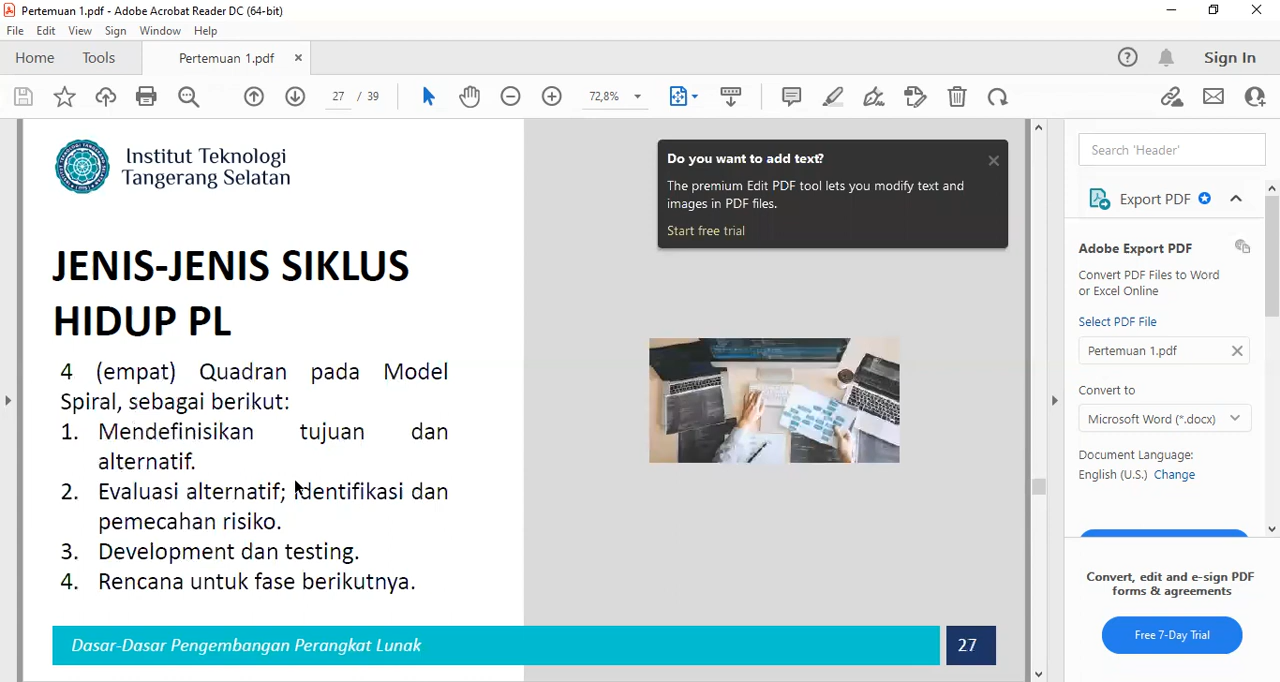 Pertemuan 1.pdf - Adobe Acrobat Reader DC (64-bit)
File Edit View Sign Window Help
Home Tools Pertemuan 1.pdf Sign In
27 / 39 72,8%
Institut Teknologi
Tangerang Selatan
JENIS-JENIS SIKLUS
HIDUP PL
4 (empat) Quadran pada Model
Spiral, sebagai berikut:
1. Mendefinisikan tujuan dan
alternatif.
2. Evaluasi alternatif; identifikasi dan
pemecahan risiko.
3. Development dan testing.
4. Rencana untuk fase berikutnya.
Dasar-Dasar Pengembangan Perangkat Lunak 27
Do you want to add text?
The premium Edit PDF tool lets you modify text and
images in PDF files.
Start free trial
Search 'Header'
Export PDF
Adobe Export PDF
Convert PDF Files to Word
or Excel Online
Select PDF File
Pertemuan 1.pdf
Convert to
Microsoft Word (*.docx)
Document Language:
English (U.S.) Change
Convert, edit and e-sign PDF
forms & agreements
Free 7-Day Trial